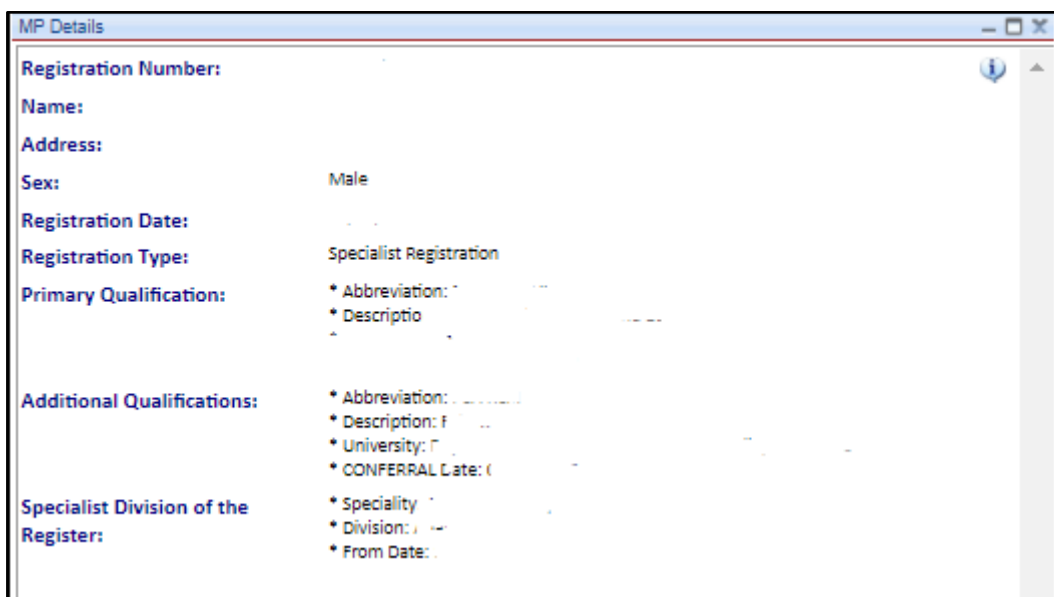 MP Details
Registration Number:
Name:
Address:
Sex: Male
Registration Date:
Registration Type: Specialist Registration
Primary Qualification: * Abbreviation:
* Descriptio
*
Additional Qualifications: * Abbreviation:
* Description:
* University:
* CONFERRAL Date:
Specialist Division of the Register: * Speciality
* Division:
* From Date: